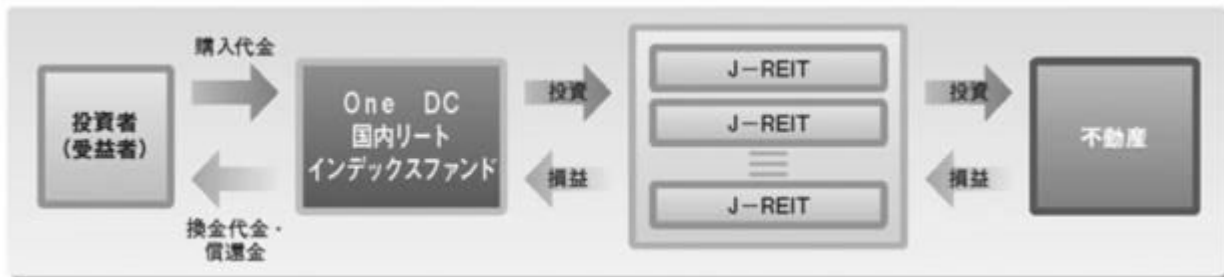 購入代金
投資者
(受益者)
換金代金・
償還金
One DC
国内リート
インデックスファンド
投資
損益
J−REIT
J−REIT
J−REIT
投資
損益
不動産